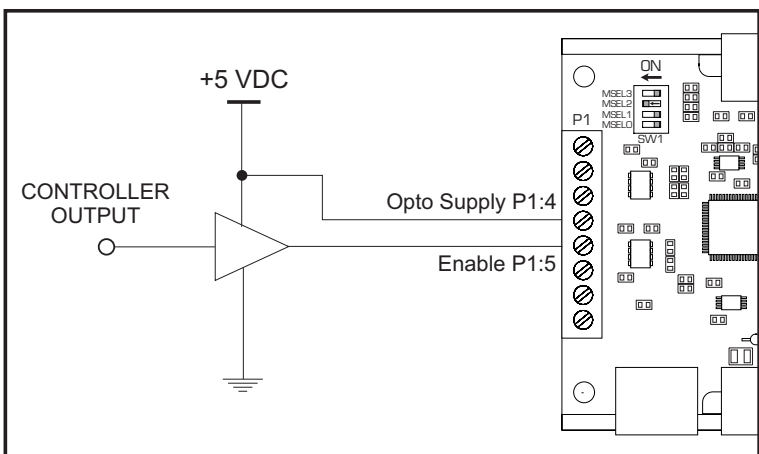 +5 VDC
CONTROLLER
OUTPUT
Opto Supply P1:4
Enable P1:5
P1
ON
MSEL3
MSEL2
MSEL1
MSEL0
SW1